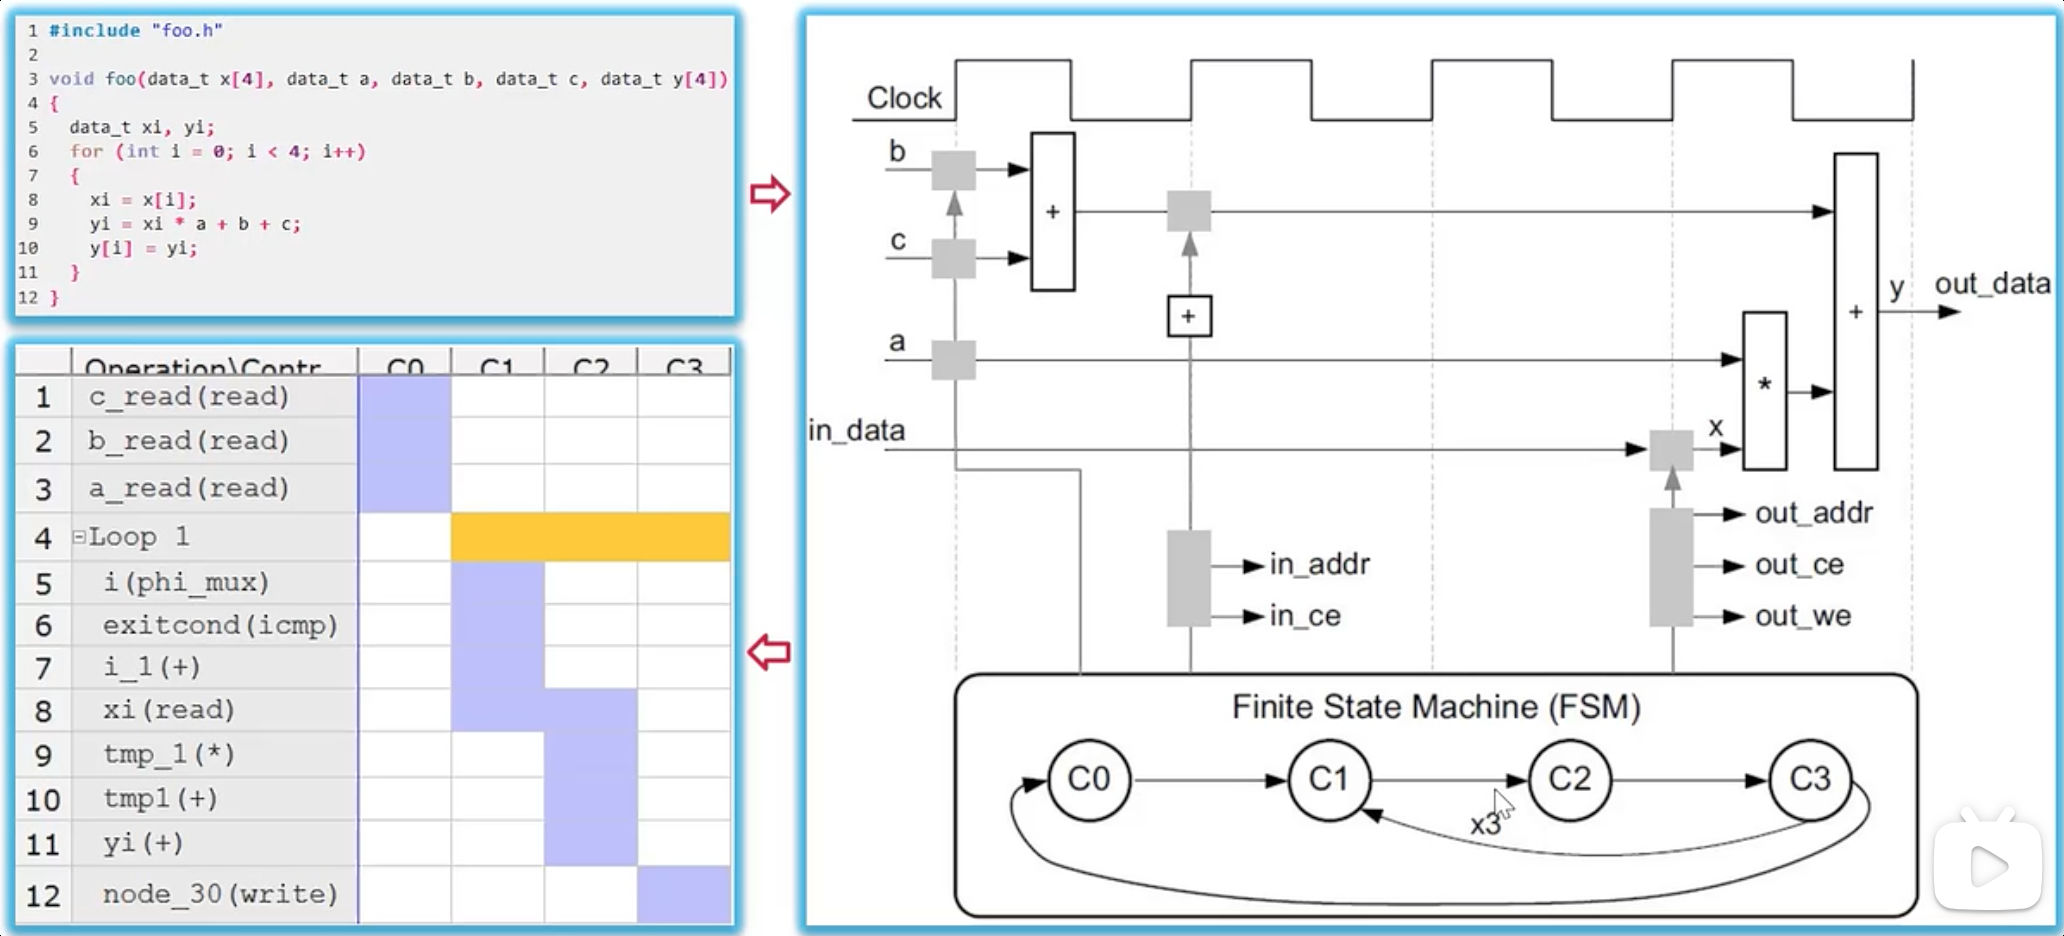 1 #include "foo.h"
2
3 void foo(data_t x[4], data_t a, data_t b, data_t c, data_t y[4])
4 {
5 data_t xi, yi;
6 for (int i = 0; i < 4; i++)
7 {
8 xi = x[i];
9 yi = xi * a + b + c;
10 y[i] = yi;
11 }
12 }
Operation\Contr C0 C1 C2 C3
1 c_read(read)
2 b_read(read)
3 a_read(read)
4 Loop 1
5 i(phi_mux)
6 exitcond(icmp)
7 i_1(+)
8 xi(read)
9 tmp_1(*)
10 tmp1(+)
11 yi(+)
12 node_30(write)
Clock
b
+
c
+
a
*
+
y out_data
in_data
x
in_addr
in_ce
out_addr
out_ce
out_we
Finite State Machine (FSM)
C0 C1 C2 C3
x3